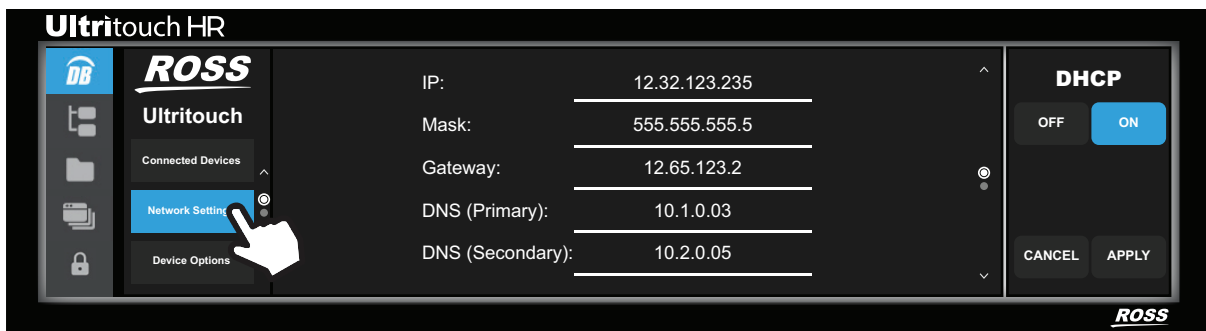 Ultritouch HR
DB
ROSS
Ultritouch
Connected Devices
Network Setting
Device Options
IP: 12.32.123.235
Mask: 555.555.555.5
Gateway: 12.65.123.2
DNS (Primary): 10.1.0.03
DNS (Secondary): 10.2.0.05
DHCP
OFF ON
CANCEL APPLY
ROSS